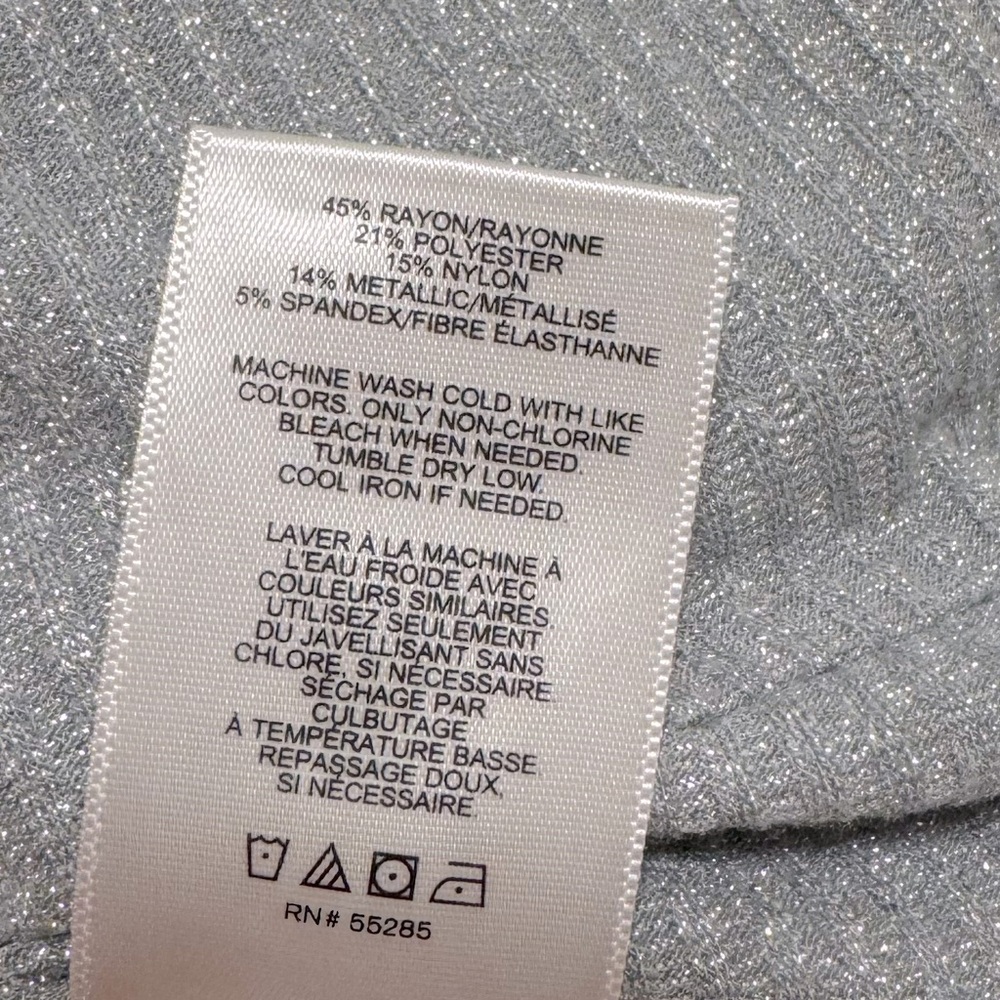 45% RAYON/RAYONNE
21% POLYESTER
15% NYLON
14% METALLIC/MÉTALLISÉ
5% SPANDEX/FIBRE ÉLASTHANNE
MACHINE WASH COLD WITH LIKE
COLORS. ONLY NON-CHLORINE
BLEACH WHEN NEEDED.
TUMBLE DRY LOW.
COOL IRON IF NEEDED.
LAVER À LA MACHINE À
L'EAU FROIDE AVEC
COULEURS SIMILAIRES.
UTILISEZ SEULEMENT
DU JAVELLISANT SANS
CHLORE, SI NÉCESSAIRE
SÉCHAGE PAR
CULBUTAGE
À TEMPÉRATURE BASSE
REPASSAGE DOUX,
SI NÉCESSAIRE.
RN# 55285